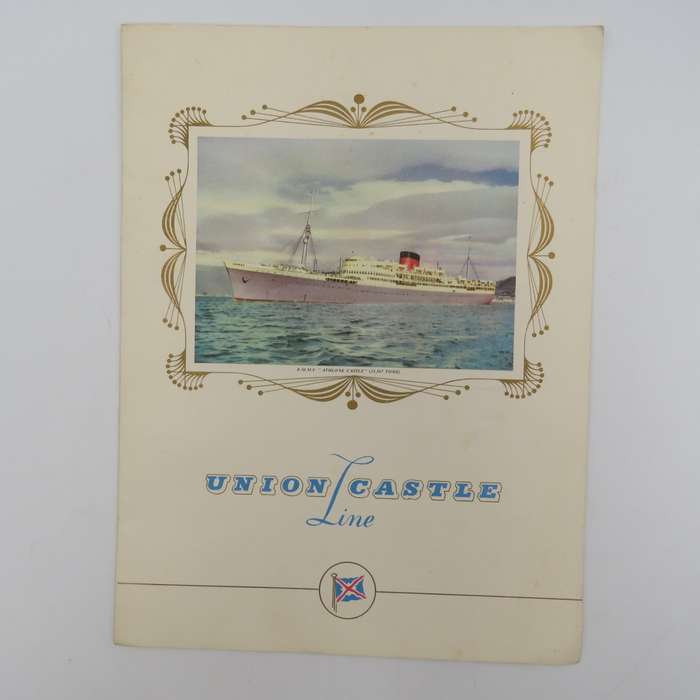 R.M.M.V. "ATHLONE CASTLE" (25,567 TONS)
UNION CASTLE
Line